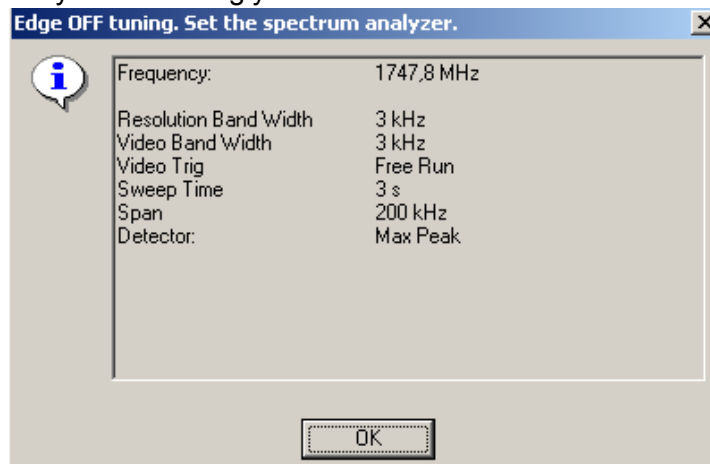 Edge OFF tuning. Set the spectrum analyzer.
Frequency: 1747,8 MHz
Resolution Band Width 3 kHz
Video Band Width 3 kHz
Video Trig Free Run
Sweep Time 3 s
Span 200 kHz
Detector: Max Peak
OK